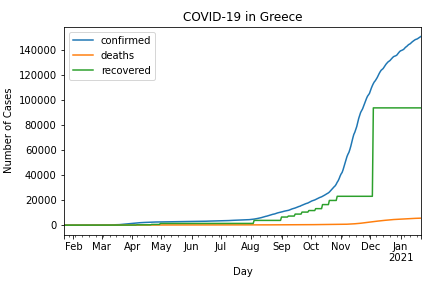 COVID-19 in Greece
confirmed
deaths
recovered
Number of Cases
140000
120000
100000
80000
60000
40000
20000
0
Feb Mar Apr May Jun Jul Aug Sep Oct Nov Dec Jan
2021
Day